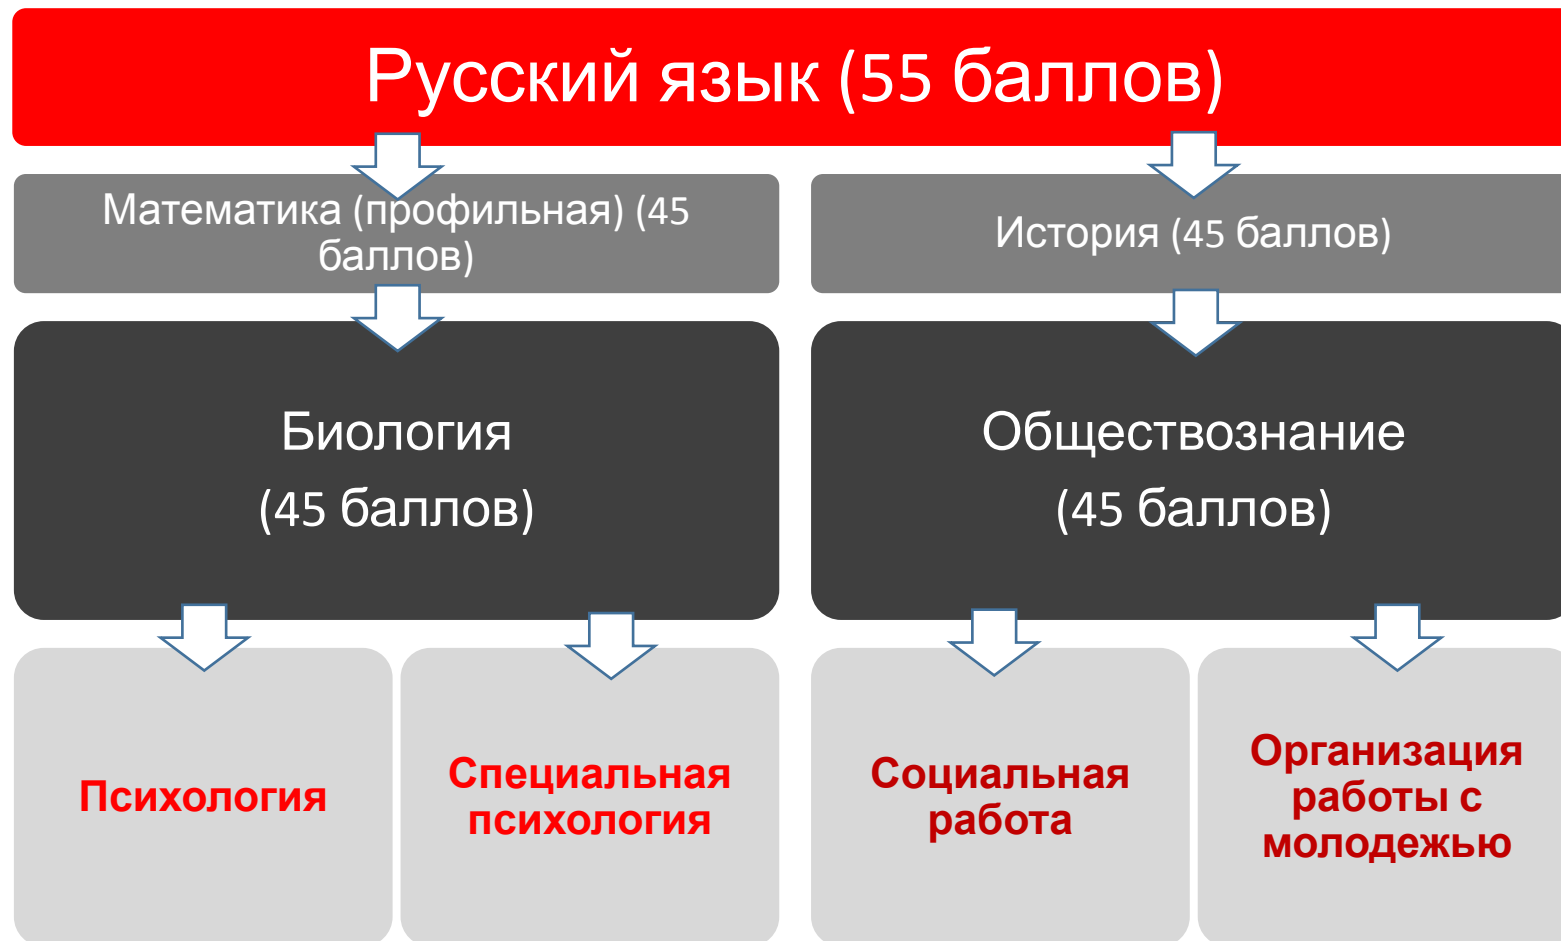 Русский язык (55 баллов)
Математика (профильная) (45
баллов)
История (45 баллов)
Биология
(45 баллов)
Обществознание
(45 баллов)
Психология
Специальная
психология
Социальная
работа
Организация
работы с
молодежью